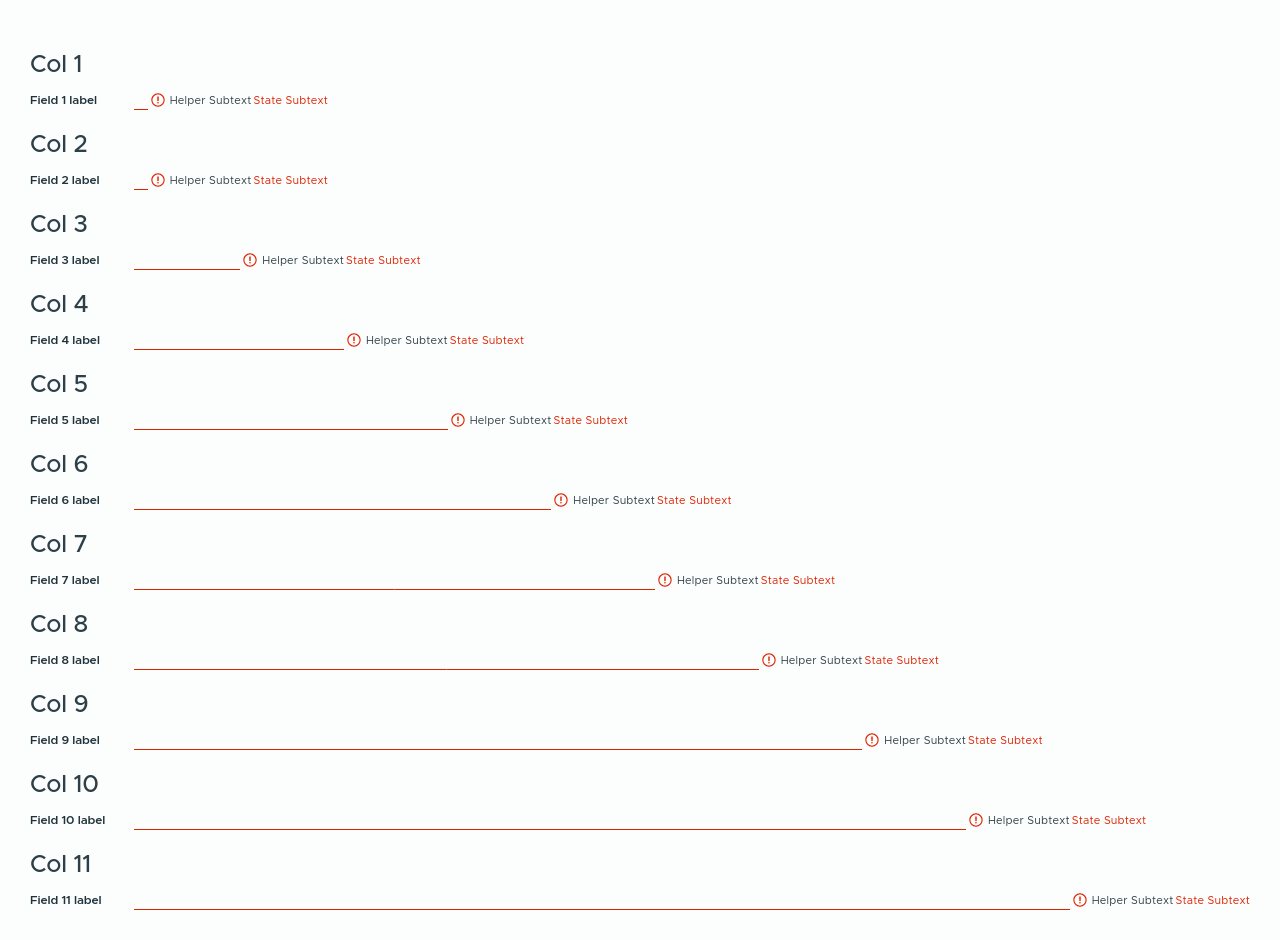 Col 1
Field 1 label Helper Subtext State Subtext
Col 2
Field 2 label Helper Subtext State Subtext
Col 3
Field 3 label Helper Subtext State Subtext
Col 4
Field 4 label Helper Subtext State Subtext
Col 5
Field 5 label Helper Subtext State Subtext
Col 6
Field 6 label Helper Subtext State Subtext
Col 7
Field 7 label Helper Subtext State Subtext
Col 8
Field 8 label Helper Subtext State Subtext
Col 9
Field 9 label Helper Subtext State Subtext
Col 10
Field 10 label Helper Subtext State Subtext
Col 11
Field 11 label Helper Subtext State Subtext